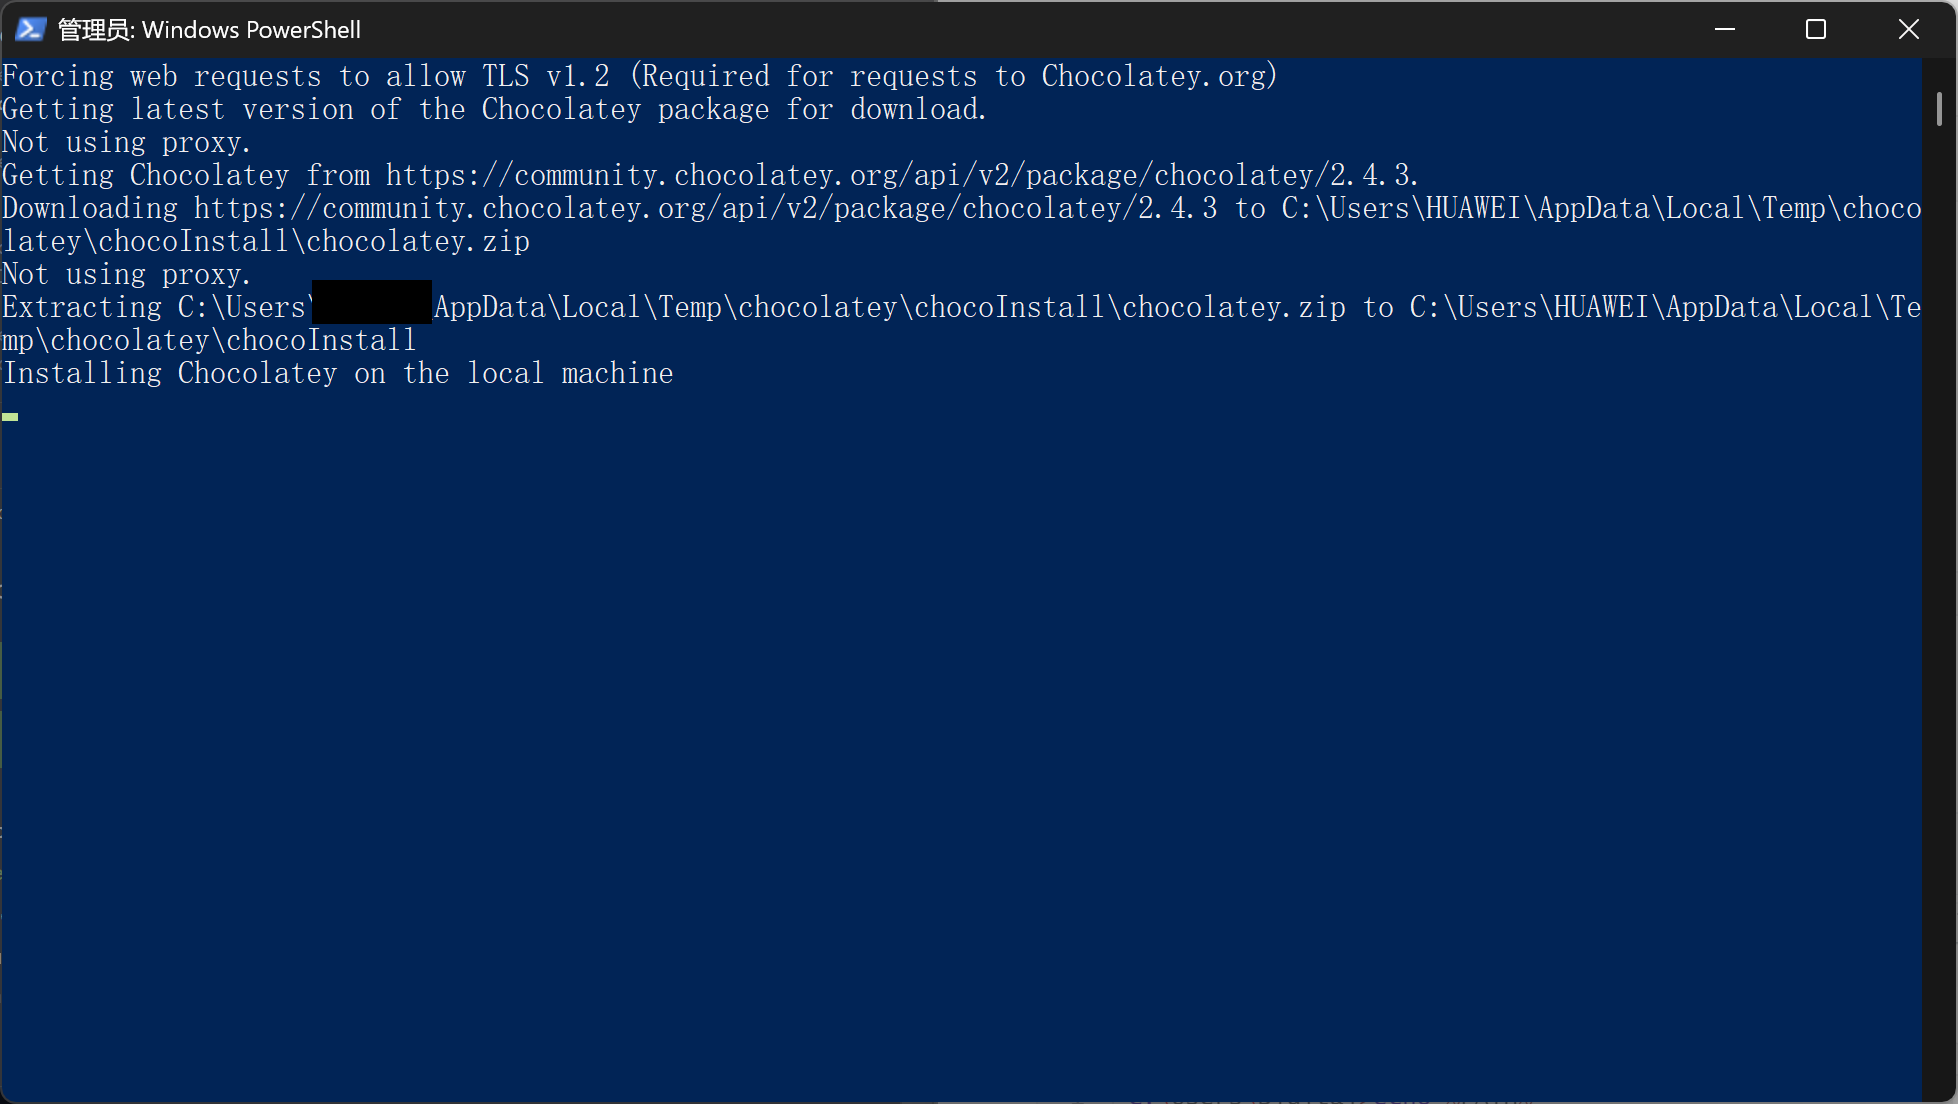 管理员: Windows PowerShell
Forcing web requests to allow TLS v1.2 (Required for requests to Chocolatey.org)
Getting latest version of the Chocolatey package for download.
Not using proxy.
Getting Chocolatey from https://community.chocolatey.org/api/v2/package/chocolatey/2.4.3.
Downloading https://community.chocolatey.org/api/v2/package/chocolatey/2.4.3 to C:\Users\HUAWEI\AppData\Local\Temp\choco
latey\chocoInstall\chocolatey.zip
Not using proxy.
Extracting C:\Users\ AppData\Local\Temp\chocolatey\chocoInstall\chocolatey.zip to C:\Users\HUAWEI\AppData\Local\Te
mp\chocolatey\chocoInstall
Installing Chocolatey on the local machine